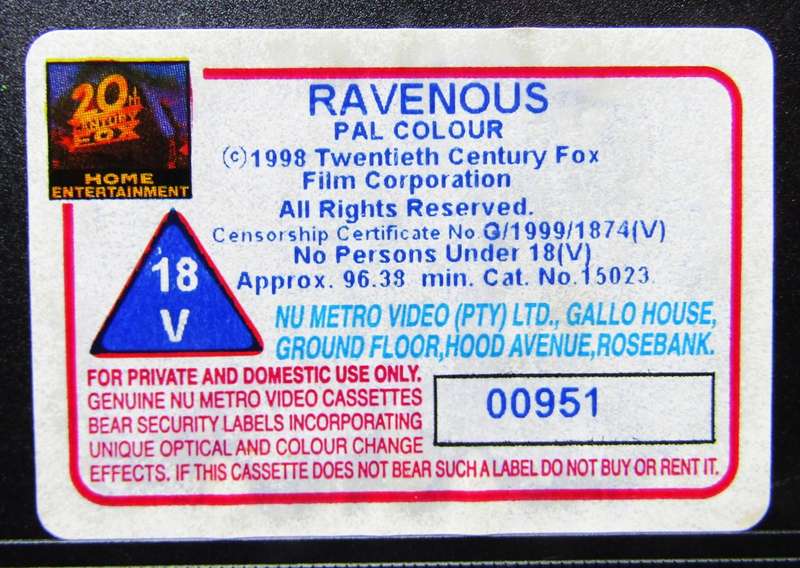 20th
CENTURY
FOX
HOME
ENTERTAINMENT
RAVENOUS
PAL COLOUR
(c)1998 Twentieth Century Fox
Film Corporation
All Rights Reserved.
Censorship Certificate No G/1999/1874(V)
No Persons Under 18(V)
Approx. 96.38 min. Cat. No.15023
18
V
NU METRO VIDEO (PTY) LTD., GALLO HOUSE,
GROUND FLOOR,HOOD AVENUE,ROSEBANK.
FOR PRIVATE AND DOMESTIC USE ONLY.
GENUINE NU METRO VIDEO CASSETTES
BEAR SECURITY LABELS INCORPORATING
UNIQUE OPTICAL AND COLOUR CHANGE
EFFECTS. IF THIS CASSETTE DOES NOT BEAR SUCH A LABEL DO NOT BUY OR RENT IT.
00951